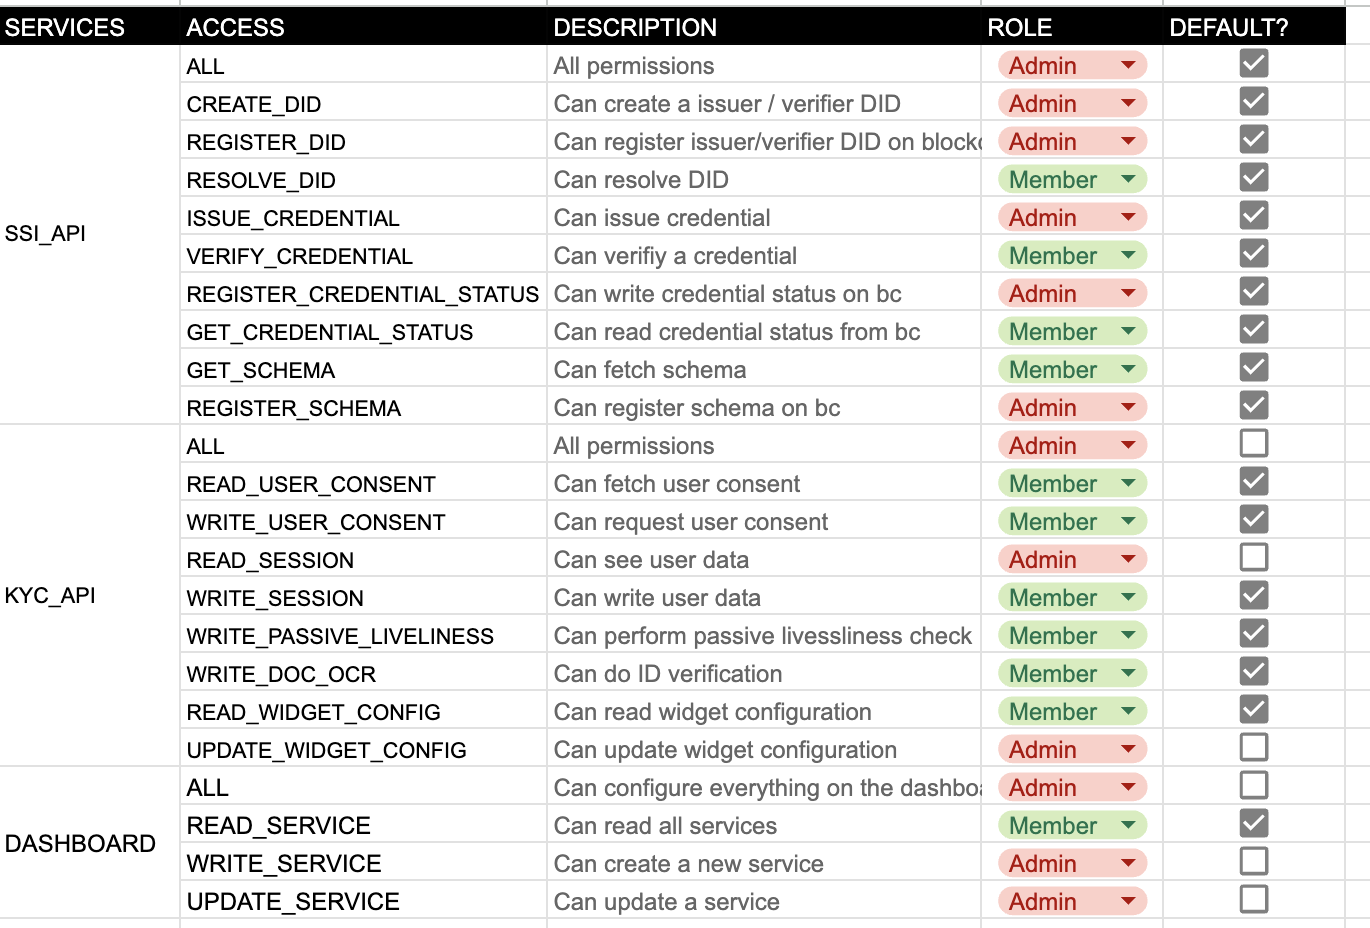 SERVICES ACCESS DESCRIPTION ROLE DEFAULT?
ALL All permissions Admin
CREATE_DID Can create a issuer / verifier DID Admin
REGISTER_DID Can register issuer/verifier DID on blockc Admin
RESOLVE_DID Can resolve DID Member
ISSUE_CREDENTIAL Can issue credential Admin
SSI_API
VERIFY_CREDENTIAL Can verifiy a credential Member
REGISTER_CREDENTIAL_STATUS Can write credential status on bc Admin
GET_CREDENTIAL_STATUS Can read credential status from bc Member
GET_SCHEMA Can fetch schema Member
REGISTER_SCHEMA Can register schema on bc Admin
ALL All permissions Admin
READ_USER_CONSENT Can fetch user consent Member
WRITE_USER_CONSENT Can request user consent Member
READ_SESSION Can see user data Admin
KYC_API WRITE_SESSION Can write user data Member
WRITE_PASSIVE_LIVELINESS Can perform passive livessliness check Member
WRITE_DOC_OCR Can do ID verification Member
READ_WIDGET_CONFIG Can read widget configuration Member
UPDATE_WIDGET_CONFIG Can update widget configuration Admin
ALL Can configure everything on the dashboa Admin
READ_SERVICE Can read all services Member
DASHBOARD
WRITE_SERVICE Can create a new service Admin
UPDATE_SERVICE Can update a service Admin